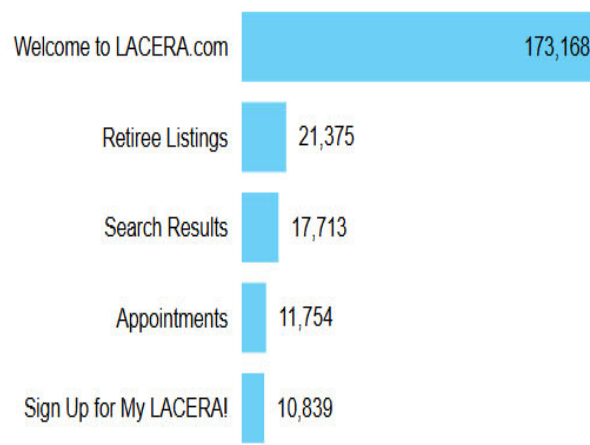 Welcome to LACERA.com 173,168
Retiree Listings 21,375
Search Results 17,713
Appointments 11,754
Sign Up for My LACERA! 10,839